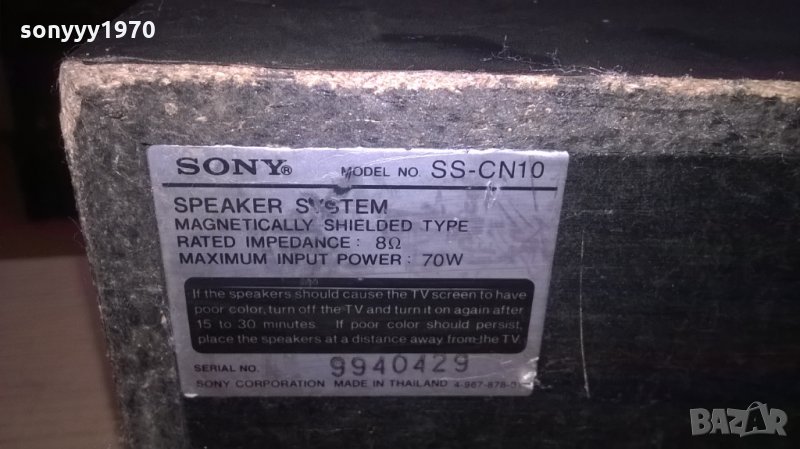 sonyyy1970
SONY® MODEL NO. SS-CN10
SPEAKER SYSTEM
MAGNETICALLY SHIELDED TYPE
RATED IMPEDANCE : 8Ω
MAXIMUM INPUT POWER : 70W
If the speakers should cause the TV screen to have
poor color, turn off the TV and turn it on again after
15 to 30 minutes. If poor color should persist,
place the speakers at a distance away from the TV.
SERIAL NO. 9940429
SONY CORPORATION MADE IN THAILAND
BAZAR